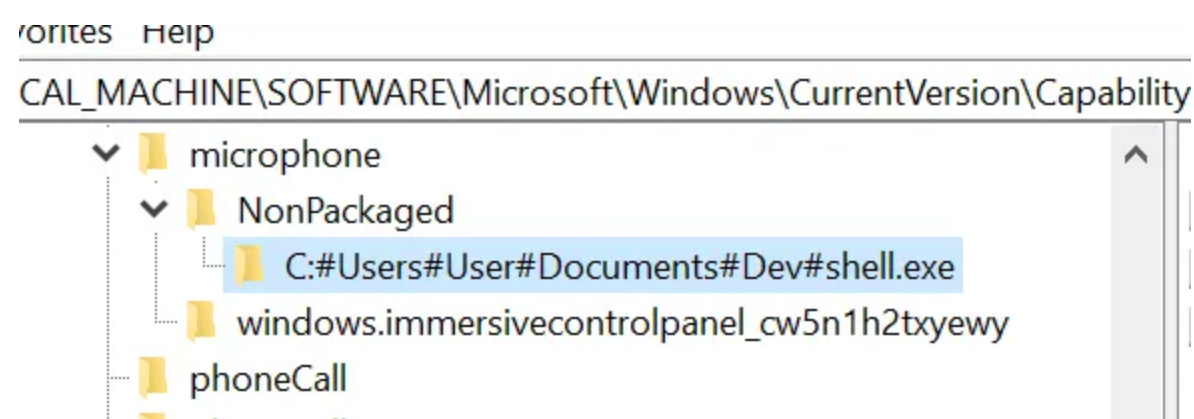 Help
CAL_MACHINE\SOFTWARE\Microsoft\Windows\CurrentVersion\Capability
microphone
NonPackaged
C:#Users#User#Documents#Dev#shell.exe
windows.immersivecontrolpanel_cw5n1h2txyewy
phoneCall